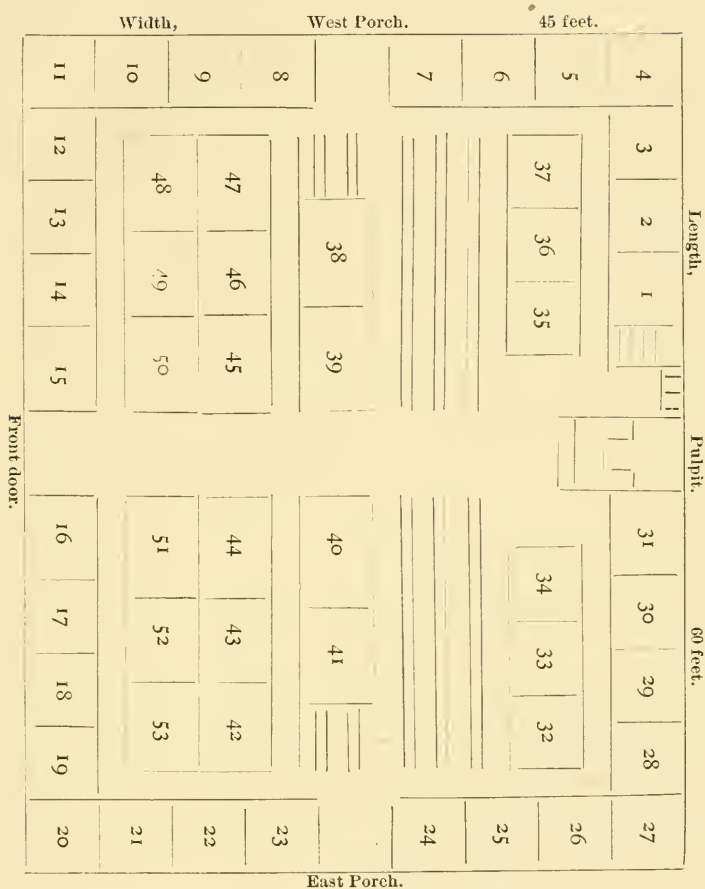 Width, West Porch. 45 feet.
11 10 9 8 7 6 5 4
12 48 47 37 3
13 49 46 38 36 2
14 50 45 39 35 1
15
Length,
Front door.
Pulpit.
16 51 44 40 34 31
17 52 43 41 33 30
18 53 42 32 29
19 28
60 feet.
20 21 22 23 24 25 26 27
East Porch.